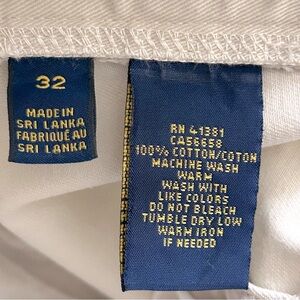 32
MADE IN
SRI LANKA
FABRIQUÉ AU
SRI LANKA
RN 41381
CA56658
100% COTTON/COTON
MACHINE WASH
WARM
WASH WITH
LIKE COLORS
DO NOT BLEACH
TUMBLE DRY LOW
WARM IRON
IF NEEDED